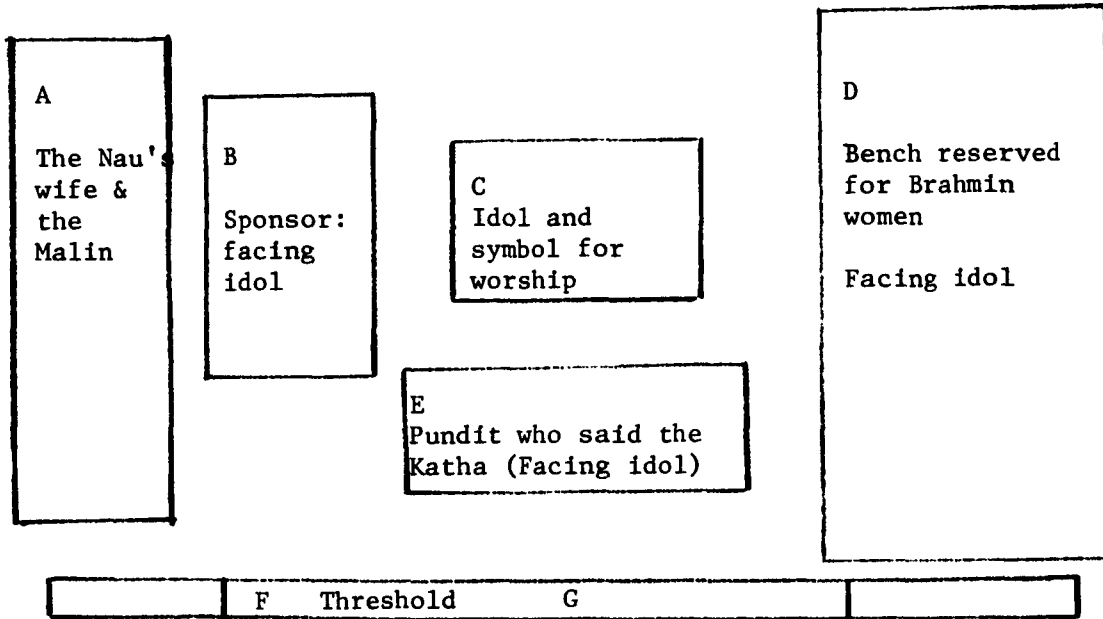 A
The Nau's
wife &
the
Malin
B
Sponsor:
facing
idol
C
Idol and
symbol for
worship
D
Bench reserved
for Brahmin
women
Facing idol
E
Pundit who said the
Katha (Facing idol)
F Threshold G